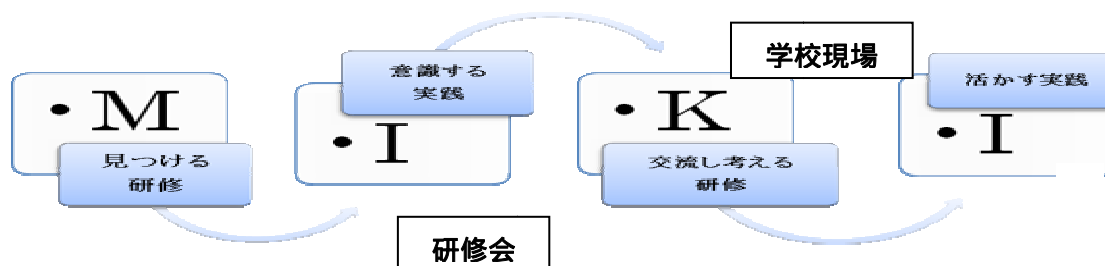 • M
見つける
研修
意識する
実践
• I
研修会
• K
交流し考える
研修
学校現場
活かす実践
• I